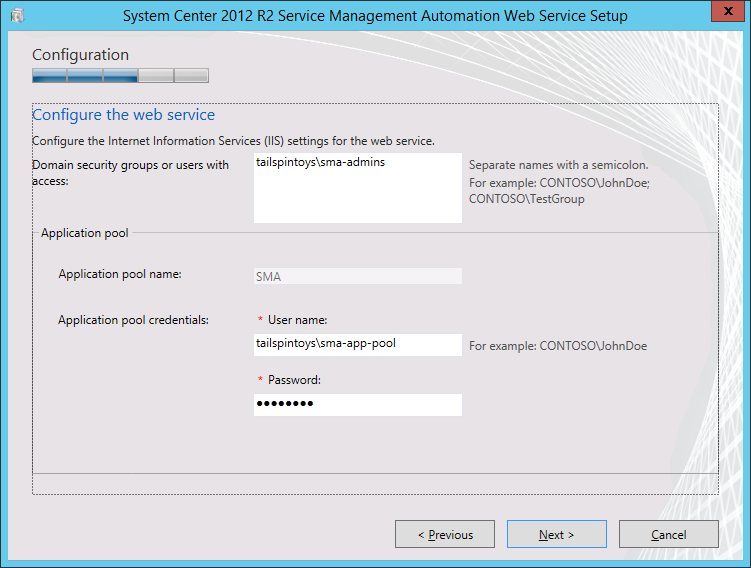 System Center 2012 R2 Service Management Automation Web Service Setup
x
Configuration
Configure the web service
Configure the Internet Information Services (IIS) settings for the web service.
Domain security groups or users with
access:
tailspintoys\sma-admins
Separate names with a semicolon.
For example: CONTOSO\JohnDoe;
CONTOSO\TestGroup
Application pool
Application pool name:
SMA
Application pool credentials:
* User name:
tailspintoys\sma-app-pool
For example: CONTOSO\JohnDoe
* Password:
●●●●●●●●
< Previous
Next >
Cancel